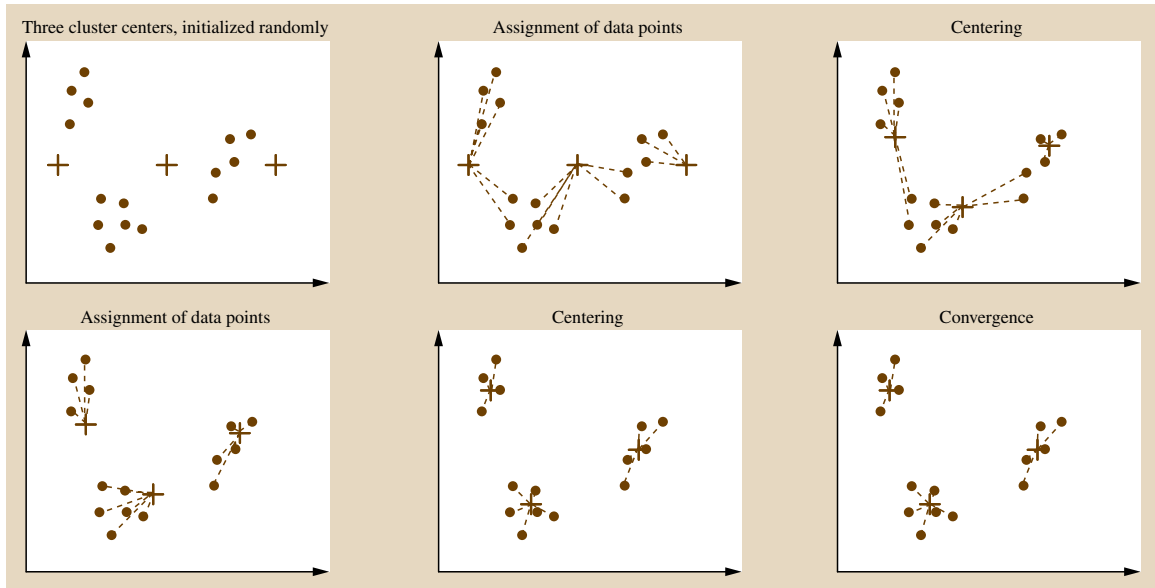 Three cluster centers, initialized randomly
Assignment of data points
Centering
Assignment of data points
Centering
Convergence